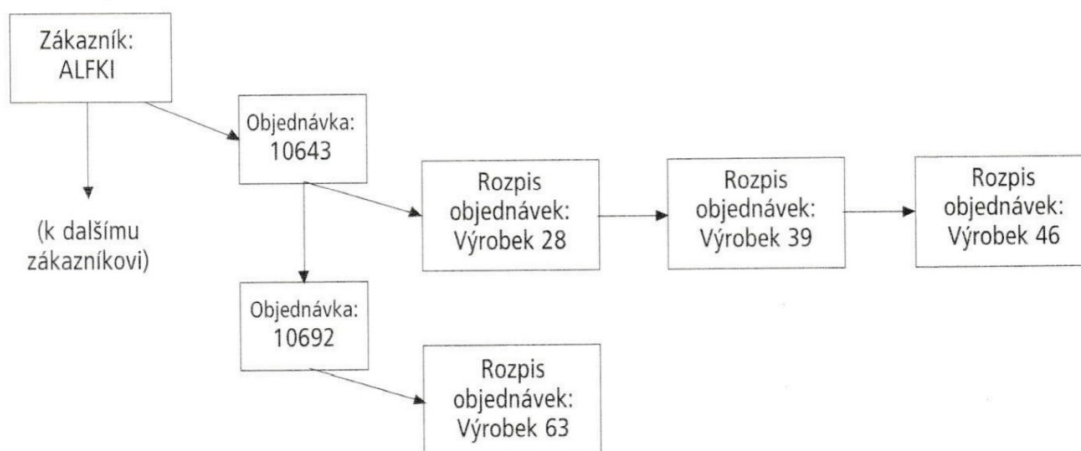 Zákazník:
ALFKI
Objednávka:
10643
(k dalšímu
zákazníkovi)
Rozpis
objednávek:
Výrobek 28
Rozpis
objednávek:
Výrobek 39
Rozpis
objednávek:
Výrobek 46
Objednávka:
10692
Rozpis
objednávek:
Výrobek 63